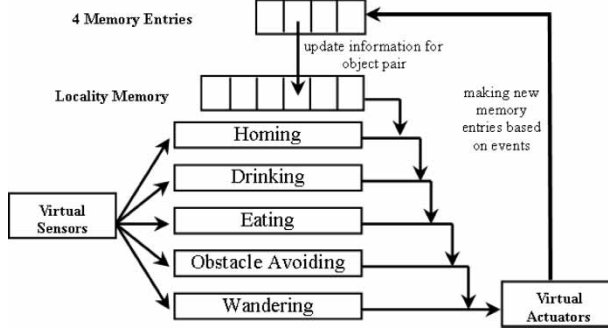 4 Memory Entries
update information for
object pair
Locality Memory
making new
memory
entries based
on events
Homing
Drinking
Virtual
Sensors
Eating
Obstacle Avoiding
Wandering
Virtual
Actuators